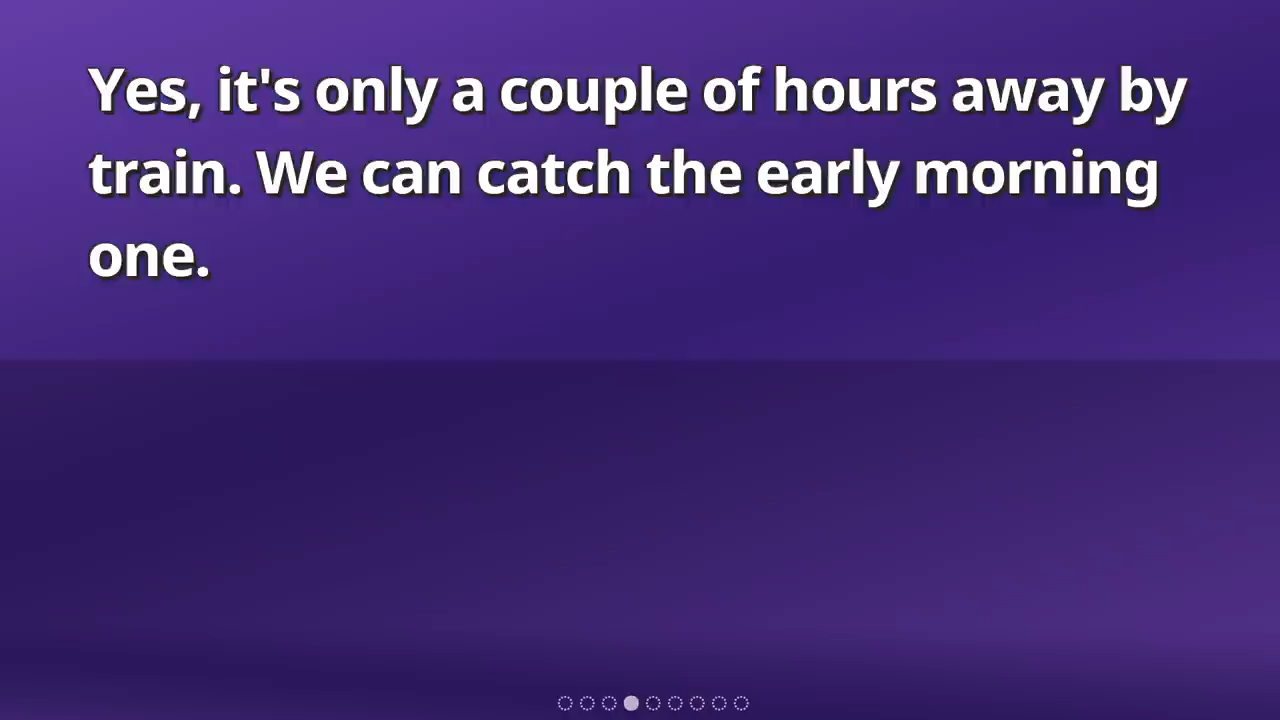 Yes, it's only a couple of hours away by
train. We can catch the early morning
one.